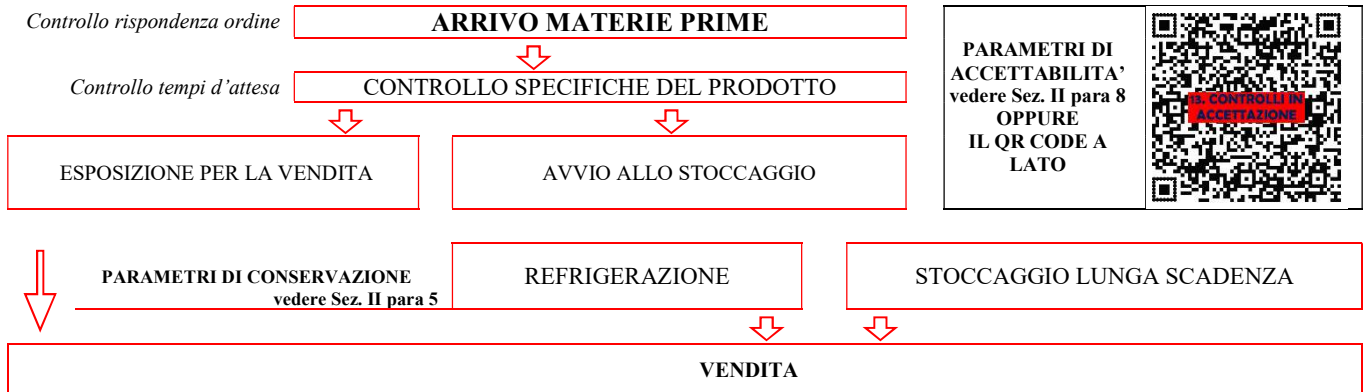 Controllo rispondenza ordine
ARRIVO MATERIE PRIME
Controllo tempi d’attesa
CONTROLLO SPECIFICHE DEL PRODOTTO
PARAMETRI DI
ACCETTABILITA’
vedere Sez. II para 8
OPPURE
IL QR CODE A
LATO
13. CONTROLLI IN
ACCETTAZIONE
ESPOSIZIONE PER LA VENDITA
AVVIO ALLO STOCCAGGIO
PARAMETRI DI CONSERVAZIONE
vedere Sez. II para 5
REFRIGERAZIONE
STOCCAGGIO LUNGA SCADENZA
VENDITA